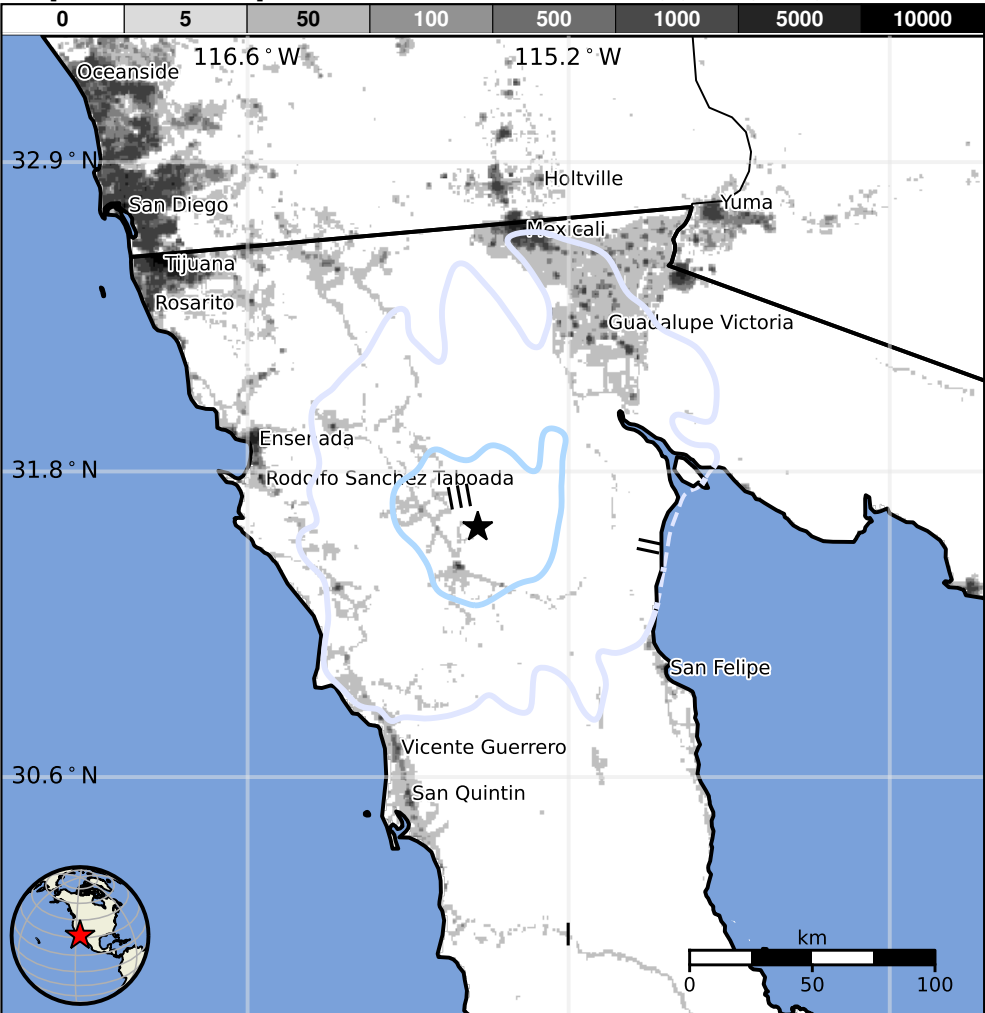 0 5 50 100 500 1000 5000 10000
116.6°W 115.2°W
Oceanside
32.9°N
Holtville
San Diego
Yuma
Mexicali
Tijuana
Rosarito
Guadalupe Victoria
Ensenada
31.8°N
Rodolfo Sanchez Taboada
San Felipe
Vicente Guerrero
30.6°N
San Quintin
km
0 50 100